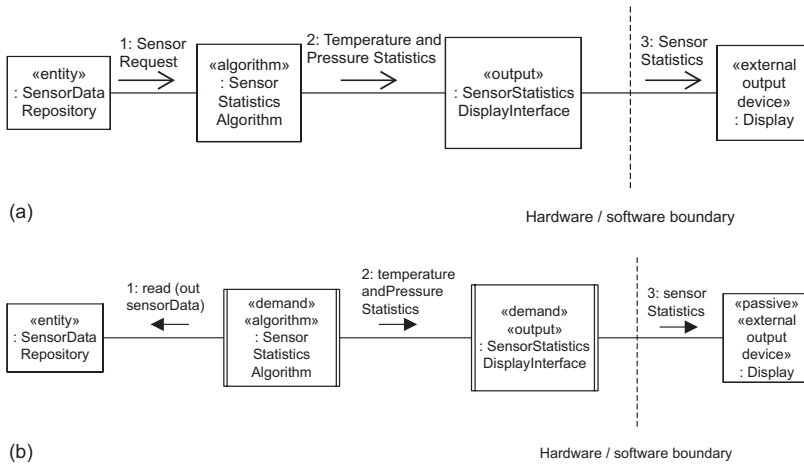 1: Sensor
Request
2: Temperature and
Pressure Statistics
3: Sensor
Statistics
«entity»
: SensorData
Repository
«algorithm»
: Sensor
Statistics
Algorithm
«output»
: SensorStatistics
DisplayInterface
«external
output
device»
: Display
(a)
Hardware / software boundary
1: read (out
sensorData)
2: temperature
andPressure
Statistics
3: sensor
Statistics
«entity»
: SensorData
Repository
«demand»
«algorithm»
: Sensor
Statistics
Algorithm
«demand»
«output»
: SensorStatistics
DisplayInterface
«passive»
«external
output
device»
: Display
(b)
Hardware / software boundary